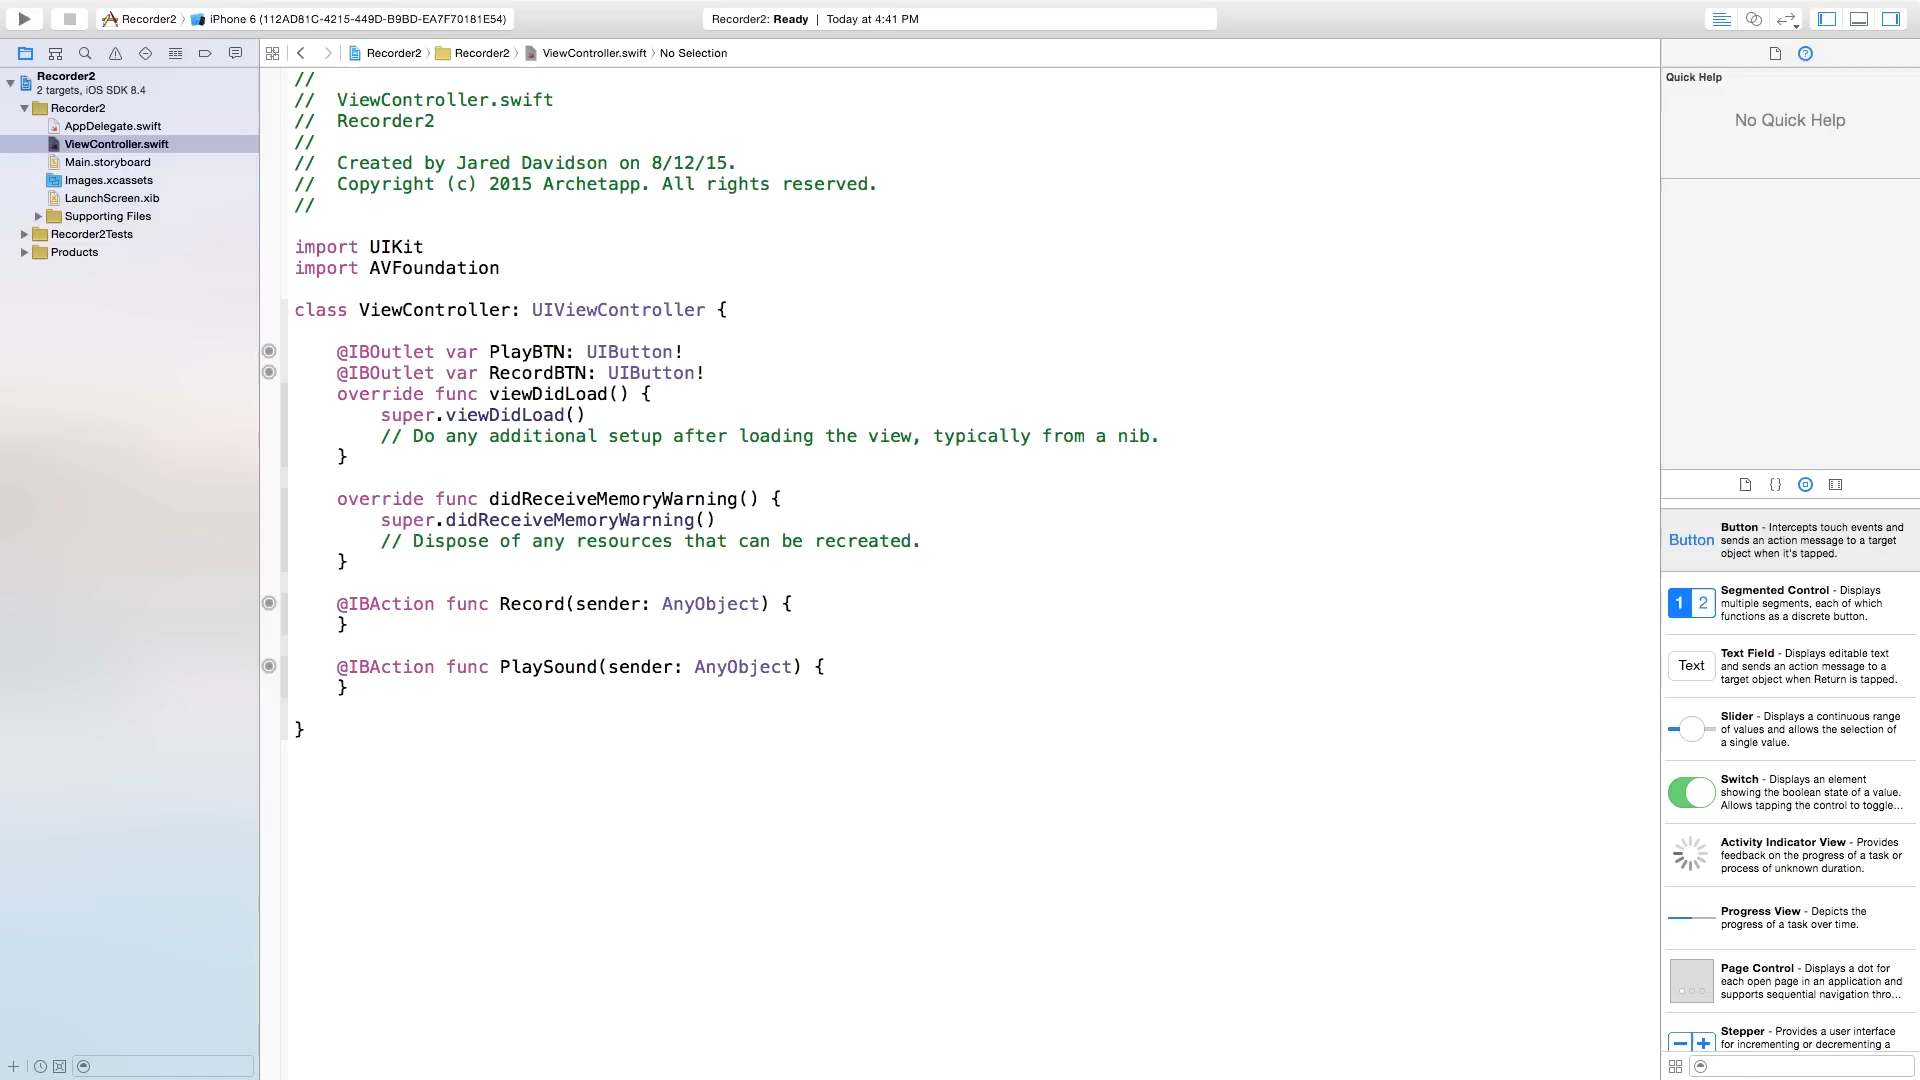 Recorder2 〉 iPhone 6 (112AD81C-4215-449D-B9BD-EA7F70181E54)
Recorder2: Ready | Today at 4:41 PM
Recorder2 〉 Recorder2 〉 ViewController.swift 〉 No Selection
Recorder2
2 targets, iOS SDK 8.4
Recorder2
AppDelegate.swift
ViewController.swift
Main.storyboard
Images.xcassets
LaunchScreen.xib
Supporting Files
Recorder2Tests
Products
//
//  ViewController.swift
//  Recorder2
//
//  Created by Jared Davidson on 8/12/15.
//  Copyright (c) 2015 Archetapp. All rights reserved.
//
import UIKit
import AVFoundation
class ViewController: UIViewController {
    @IBOutlet var PlayBTN: UIButton!
    @IBOutlet var RecordBTN: UIButton!
    override func viewDidLoad() {
        super.viewDidLoad()
        // Do any additional setup after loading the view, typically from a nib.
    }
    override func didReceiveMemoryWarning() {
        super.didReceiveMemoryWarning()
        // Dispose of any resources that can be recreated.
    }
    @IBAction func Record(sender: AnyObject) {
    }
    @IBAction func PlaySound(sender: AnyObject) {
    }
}
Quick Help
No Quick Help
{}
Button
Button - Intercepts touch events and
sends an action message to a target
object when it's tapped.
1 2
Segmented Control - Displays
multiple segments, each of which
functions as a discrete button.
Text
Text Field - Displays editable text
and sends an action message to a
target object when Return is tapped.
Slider - Displays a continuous range
of values and allows the selection of
a single value.
Switch - Displays an element
showing the boolean state of a value.
Allows tapping the control to toggle...
Activity Indicator View - Provides
feedback on the progress of a task or
process of unknown duration.
Progress View - Depicts the
progress of a task over time.
Page Control - Displays a dot for
each open page in an application and
supports sequential navigation thro...
Stepper - Provides a user interface
for incrementing or decrementing a